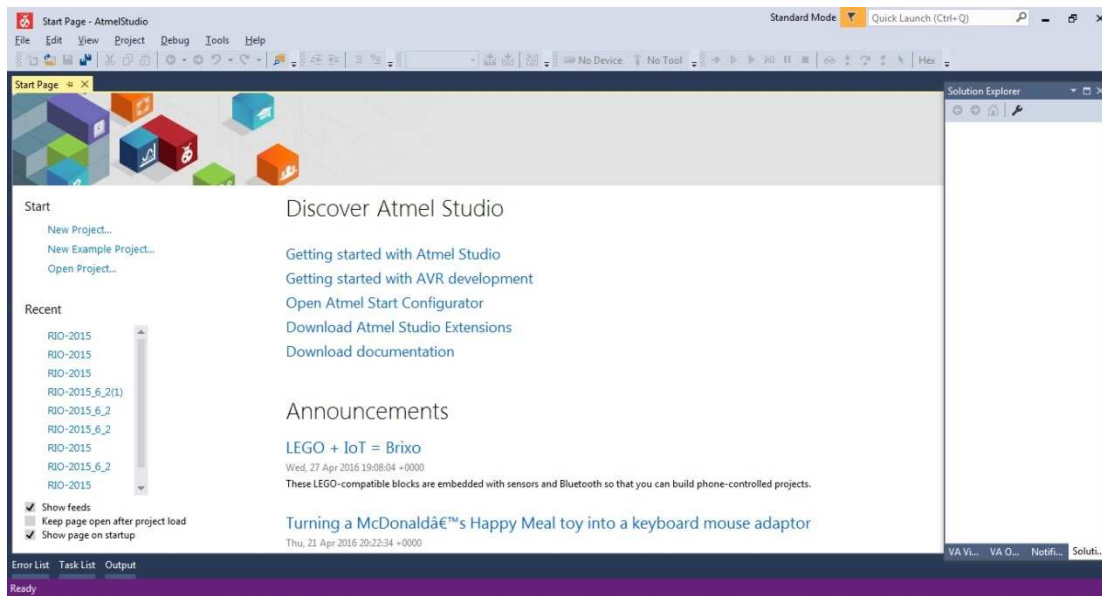 Start Page - AtmelStudio
Standard Mode
Quick Launch (Ctrl+Q)
File Edit View Project Debug Tools Help
No Device No Tool Hex
Start Page
Solution Explorer
Start
New Project...
New Example Project...
Open Project...
Recent
RIO-2015
RIO-2015
RIO-2015
RIO-2015_6_2(1)
RIO-2015_6_2
RIO-2015_6_2
RIO-2015
RIO-2015_6_2
RIO-2015
Show feeds
Keep page open after project load
Show page on startup
Discover Atmel Studio
Getting started with Atmel Studio
Getting started with AVR development
Open Atmel Start Configurator
Download Atmel Studio Extensions
Download documentation
Announcements
LEGO + IoT = Brixo
Wed, 27 Apr 2016 19:08:04 +0000
These LEGO-compatible blocks are embedded with sensors and Bluetooth so that you can build phone-controlled projects.
Turning a McDonaldâ€™s Happy Meal toy into a keyboard mouse adaptor
Thu, 21 Apr 2016 20:22:34 +0000
VA Vi... VA O... Notifi... Soluti...
Error List Task List Output
Ready